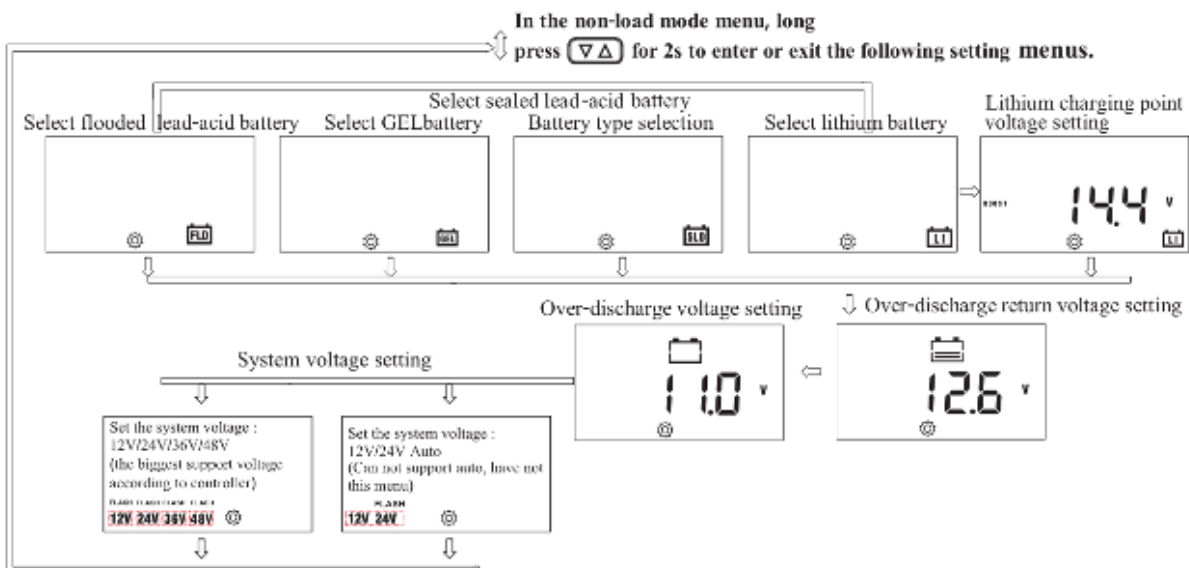 In the non-load mode menu, long
press ▽ △ for 2s to enter or exit the following setting menus.
Select sealed lead-acid battery
Select flooded lead-acid battery
Select GELbattery
Battery type selection
Select lithium battery
Lithium charging point
voltage setting
FLD
GEL
SLD
LI
14.4 V
LI
Over-discharge voltage setting
Over-discharge return voltage setting
11.0 V
12.6 V
System voltage setting
Set the system voltage :
12V/24V/36V/48V
(the biggest support voltage
according to controller)
12V 24V 36V 48V
Set the system voltage :
12V/24V Auto
(Can not support auto, have not
this menu)
FLASH
12V 24V